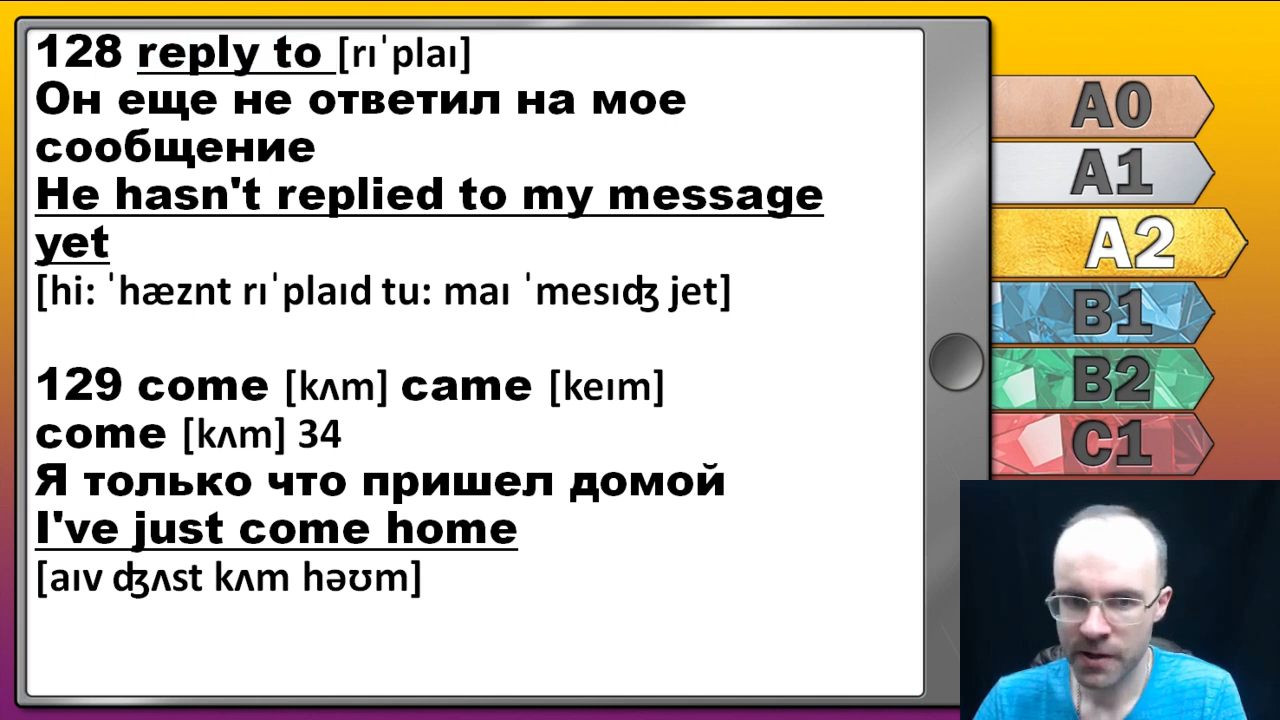 128 reply to [rɪˈplaɪ]
Он еще не ответил на мое
сообщение
He hasn't replied to my message
yet
[hi: ˈhæznt rɪˈplaɪd tu: maɪ ˈmesɪʤ jet]
129 come [kʌm] came [keɪm]
come [kʌm] 34
Я только что пришел домой
I've just come home
[aɪv ʤʌst kʌm həʊm]
A0
A1
A2
B1
B2
C1